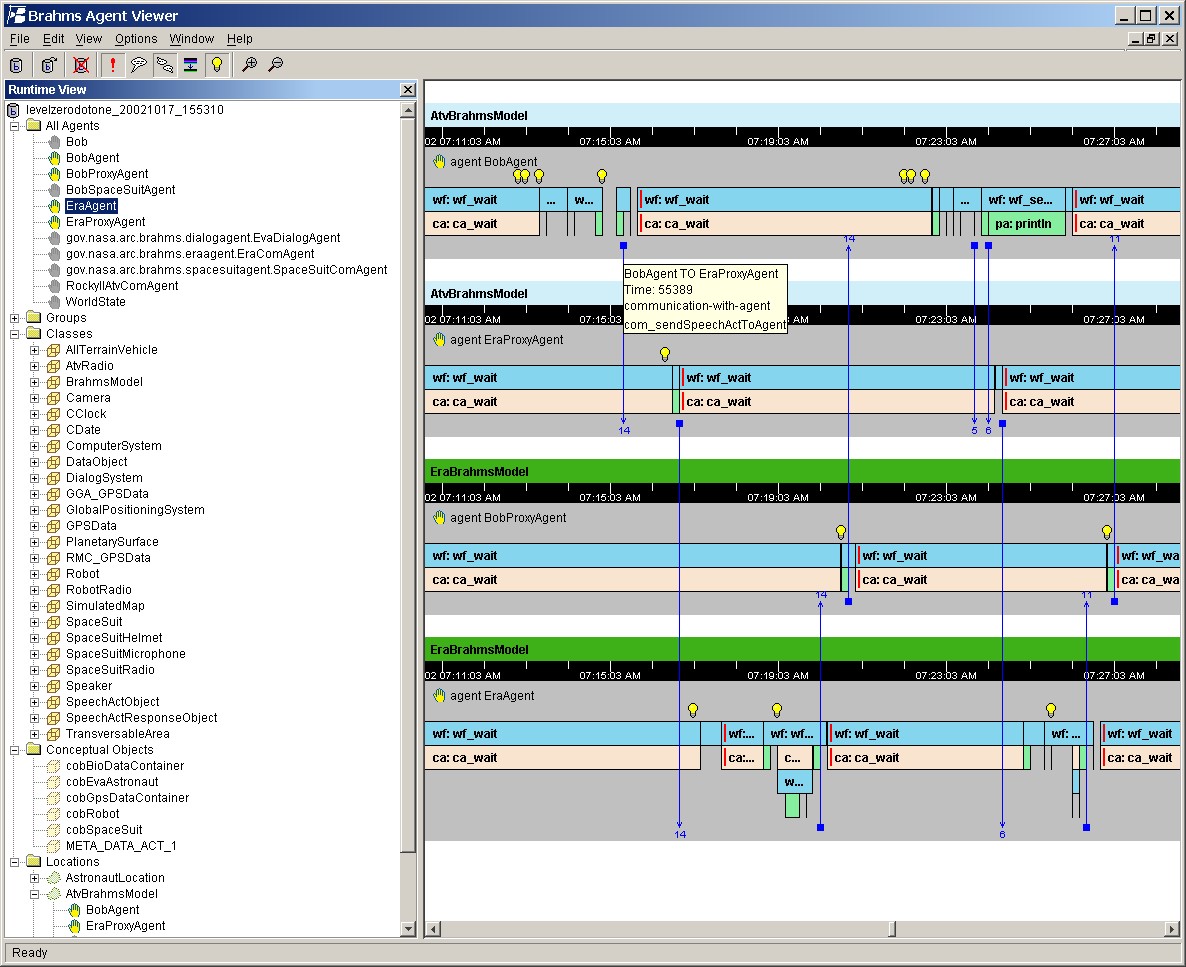 Brahms Agent Viewer
File Edit View Options Window Help
Runtime View
levelzerodotone_20021017_155310
All Agents
Bob
BobAgent
BobProxyAgent
BobSpaceSuitAgent
EraAgent
EraProxyAgent
gov.nasa.arc.brahms.dialogagent.EvaDialogAgent
gov.nasa.arc.brahms.eraagent.EraComAgent
gov.nasa.arc.brahms.spacesuitagent.SpaceSuitComAgent
RockyIIAtvComAgent
WorldState
Groups
Classes
AllTerrainVehicle
AtvRadio
BrahmsModel
Camera
CClock
CDate
ComputerSystem
DataObject
DialogSystem
GGA_GPSData
GlobalPositioningSystem
GPSData
PlanetarySurface
RMC_GPSData
Robot
RobotRadio
SimulatedMap
SpaceSuit
SpaceSuitHelmet
SpaceSuitMicrophone
SpaceSuitRadio
Speaker
SpeechActObject
SpeechActResponseObject
TransversableArea
Conceptual Objects
cobBioDataContainer
cobEvaAstronaut
cobGpsDataContainer
cobRobot
cobSpaceSuit
META_DATA_ACT_1
Locations
AstronautLocation
AtvBrahmsModel
BobAgent
EraProxyAgent
AtvBrahmsModel
02 07:11:03 AM 07:15:03 AM 07:19:03 AM 07:23:03 AM 07:27:03 AM
agent BobAgent
wf: wf_wait ... w... wf: wf_wait ... wf: wf_se... wf: wf_wait
ca: ca_wait ca: ca_wait pa: println ca: ca_wait
14 11
BobAgent TO EraProxyAgent
Time: 55389
communication-with-agent
com_sendSpeechActToAgent
AtvBrahmsModel
02 07:11:03 AM 07:15:03 07:23:03 AM 07:27:03 AM
agent EraProxyAgent
wf: wf_wait wf: wf_wait wf: wf_wait
ca: ca_wait ca: ca_wait ca: ca_wait
14 5 6
EraBrahmsModel
02 07:11:03 AM 07:15:03 AM 07:19:03 AM 07:23:03 AM 07:27:03 AM
agent BobProxyAgent
wf: wf_wait wf: wf_wait wf: wf_wa
ca: ca_wait ca: ca_wait ca: ca_wa
14 11
EraBrahmsModel
02 07:11:03 AM 07:15:03 AM 07:19:03 AM 07:23:03 AM 07:27:03 AM
agent EraAgent
wf: wf_wait wf:... wf: wf... wf: wf_wait wf: ... wf: wf_wait
ca: ca_wait ca:... c... ca: ca_wait ca: ca_wait
w...
14 6
Ready